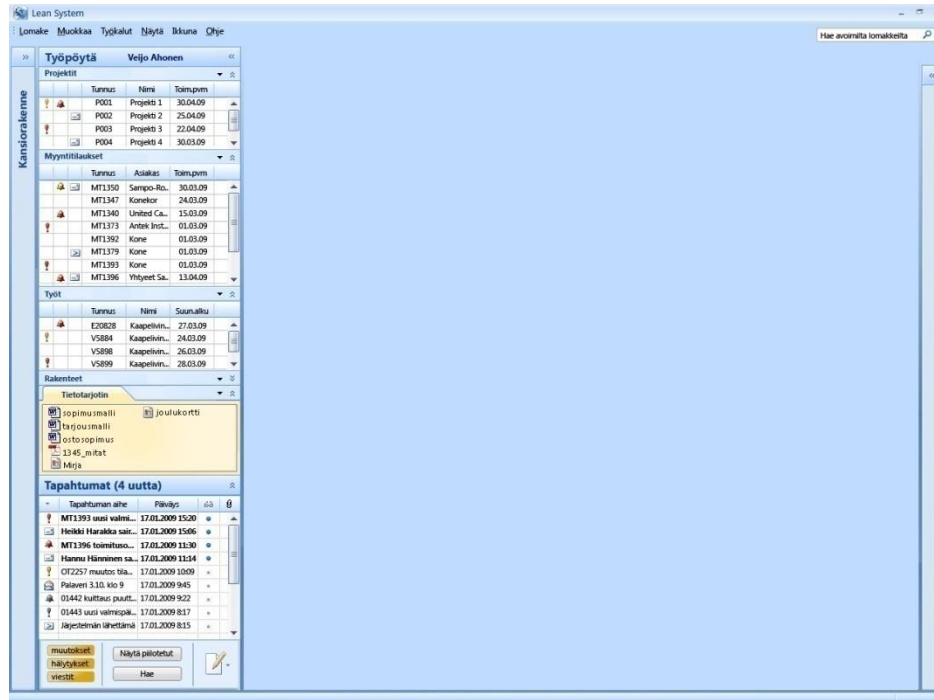 Lean System
Lomake Muokkaa Työkalut Näytä Ikkuna Ohje
Hae avoimilta lomakkeilta
Kansiorakenne
Työpöytä Veijo Ahonen
Projektit
Tunnus Nimi Toim.pvm
P001 Projekti 1 30.04.09
P002 Projekti 2 25.04.09
P003 Projekti 3 22.04.09
P004 Projekti 4 30.03.09
Myyntitilaukset
Tunnus Asiakas Toim.pvm
MT1350 Sampo-Ro... 30.03.09
MT1347 Konekor 24.03.09
MT1340 United Ca... 15.03.09
MT1373 Antek Inst... 01.03.09
MT1392 Kone 01.03.09
MT1379 Kone 01.03.09
MT1393 Kone 01.03.09
MT1396 Yhtyeet Sa... 13.04.09
Työt
Tunnus Nimi Suun.alku
E20828 Kaapelivin... 27.03.09
V5884 Kaapelivin... 24.03.09
V5898 Kaapelivin... 26.03.09
V5899 Kaapelivin... 28.03.09
Rakenteet
Tietotarjotin
sopimusmalli joulukortti
tarjousmalli
ostosopimus
1345_mitat
Mirja
Tapahtumat (4 uutta)
Tapahtuman aihe Päiväys
MT1393 uusi valmi... 17.01.2009 15:20
Heikki Harakka sair... 17.01.2009 15:06
MT1396 toimituso... 17.01.2009 11:30
Hannu Hänninen sa... 17.01.2009 11:14
OT2257 muutos tila... 17.01.2009 10:09
Palaveri 3.10. klo 9 17.01.2009 9:45
01442 kuittaus puutt... 17.01.2009 9:22
01443 uusi valmispäi... 17.01.2009 8:17
Järjestelmän lähettämä 17.01.2009 8:15
muutokset
hälytykset
viestit
Näytä piilotetut
Hae